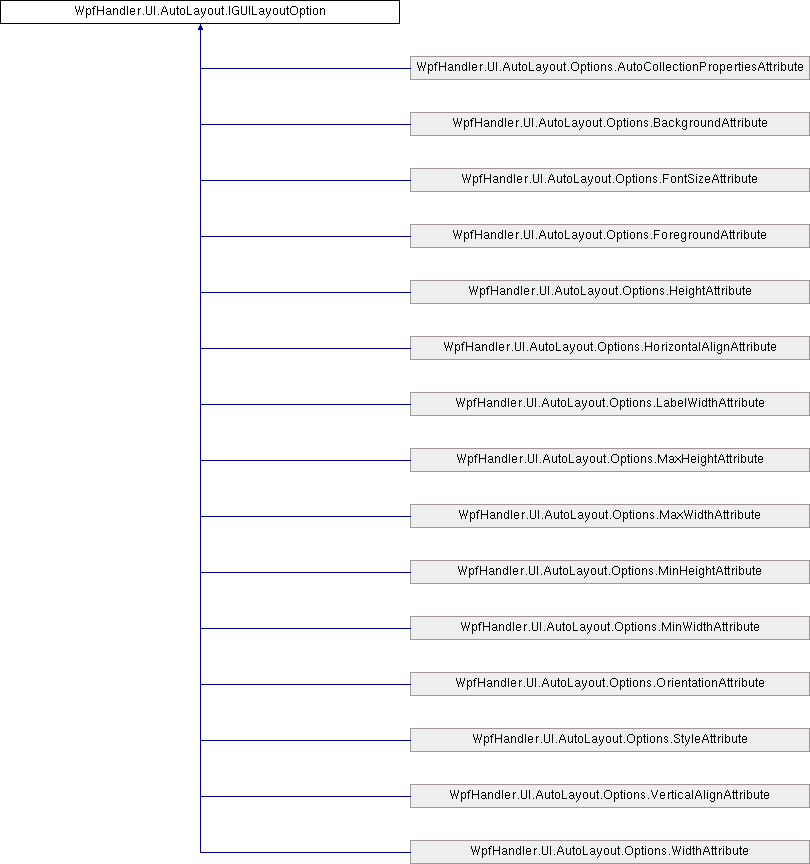 WpfHandler.UI.AutoLayout.IGUILayoutOption
WpfHandler.UI.AutoLayout.Options.AutoCollectionPropertiesAttribute
WpfHandler.UI.AutoLayout.Options.BackgroundAttribute
WpfHandler.UI.AutoLayout.Options.FontSizeAttribute
WpfHandler.UI.AutoLayout.Options.ForegroundAttribute
WpfHandler.UI.AutoLayout.Options.HeightAttribute
WpfHandler.UI.AutoLayout.Options.HorizontalAlignAttribute
WpfHandler.UI.AutoLayout.Options.LabelWidthAttribute
WpfHandler.UI.AutoLayout.Options.MaxHeightAttribute
WpfHandler.UI.AutoLayout.Options.MaxWidthAttribute
WpfHandler.UI.AutoLayout.Options.MinHeightAttribute
WpfHandler.UI.AutoLayout.Options.MinWidthAttribute
WpfHandler.UI.AutoLayout.Options.OrientationAttribute
WpfHandler.UI.AutoLayout.Options.StyleAttribute
WpfHandler.UI.AutoLayout.Options.VerticalAlignAttribute
WpfHandler.UI.AutoLayout.Options.WidthAttribute